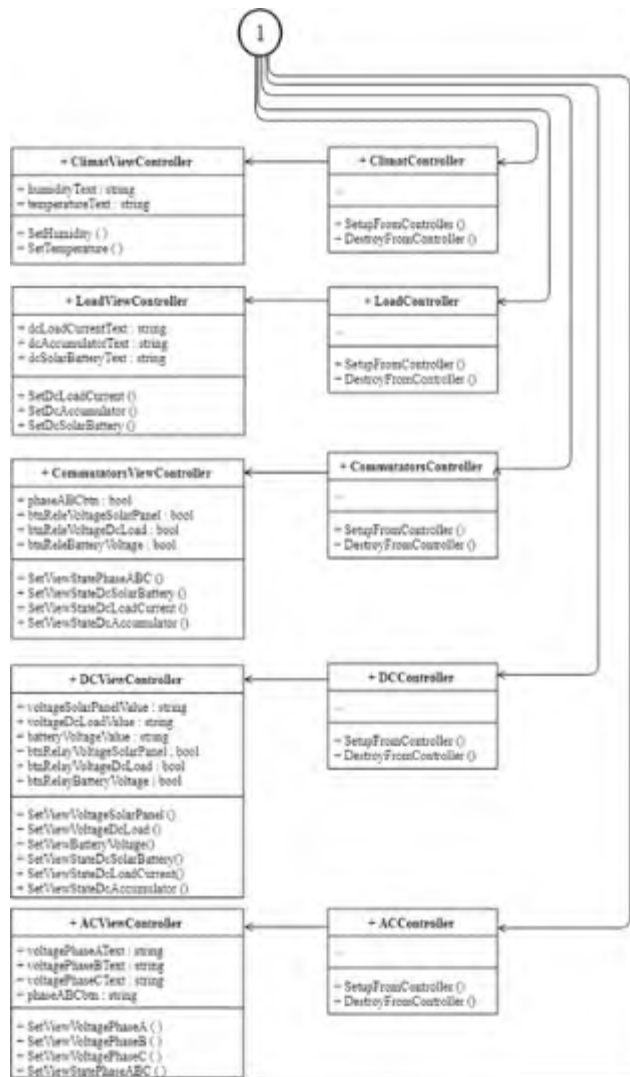 1
+ ClimatViewController
+ humidityText : string
+ temperatureText : string
+ SetHumidity ( )
+ SetTemperature ( )
+ ClimatController
...
+ SetupFromController ()
+ DestroyFromController ()
+ LoadViewController
+ dcLoadCurrentText : string
+ dcAccumulatorText : string
+ dcSolarBatteryText : string
+ SetDcLoadCurrent ()
+ SetDcAccumulator ()
+ SetDcSolarBattery ()
+ LoadController
...
+ SetupFromController ()
+ DestroyFromController ()
+ CommutatorsViewController
+ phaseABCbtn : bool
+ btnReleVoltageSolarPanel : bool
+ btnReleVoltageDcLoad : bool
+ btnReleBatteryVoltage : bool
+ SetViewStatePhaseABC ()
+ SetViewStateDcSolarBattery ()
+ SetViewStateDcLoadCurrent ()
+ SetViewStateDcAccumulator ()
+ CommutatorsController
...
+ SetupFromController ()
+ DestroyFromController ()
+ DCViewController
+ voltageSolarPanelValue : string
+ voltageDcLoadValue : string
+ batteryVoltageValue : string
+ btnRelayVoltageSolarPanel : bool
+ btnRelayVoltageDcLoad : bool
+ btnRelayBatteryVoltage : bool
+ SetViewVoltageSolarPanel ()
+ SetViewVoltageDcLoad ()
+ SetViewBatteryVoltage()
+ SetViewStateDcSolarBattery()
+ SetViewStateDcLoadCurrent()
+ SetViewStateDcAccumulator ()
+ DCController
...
+ SetupFromController ()
+ DestroyFromController ()
+ ACViewController
+ voltagePhaseAText : string
+ voltagePhaseBText : string
+ voltagePhaseCText : string
+ phaseABCbtn : string
+ SetViewVoltagePhaseA ( )
+ SetViewVoltagePhaseB ( )
+ SetViewVoltagePhaseC ( )
+ SetViewStatePhaseABC ( )
+ ACController
...
+ SetupFromController ()
+ DestroyFromController ()